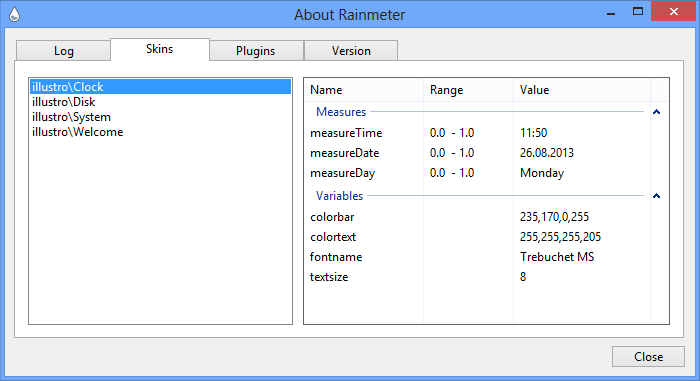 About Rainmeter
Log Skins Plugins Version
illustro\Clock
illustro\Disk
illustro\System
illustro\Welcome
Name Range Value
Measures
measureTime 0.0 - 1.0 11:50
measureDate 0.0 - 1.0 26.08.2013
measureDay 0.0 - 1.0 Monday
Variables
colorbar 235,170,0,255
colortext 255,255,255,205
fontname Trebuchet MS
textsize 8
Close